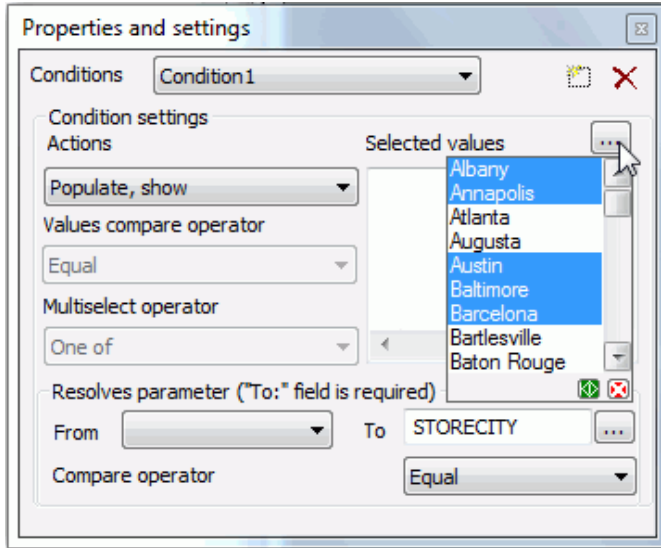 Properties and settings
Conditions Condition1
Condition settings
Actions Selected values ...
Populate, show
Values compare operator
Equal
Multiselect operator
One of
Albany
Annapolis
Atlanta
Augusta
Austin
Baltimore
Barcelona
Bartlesville
Baton Rouge
Resolves parameter ("To:" field is required)
From To STORECITY ...
Compare operator Equal